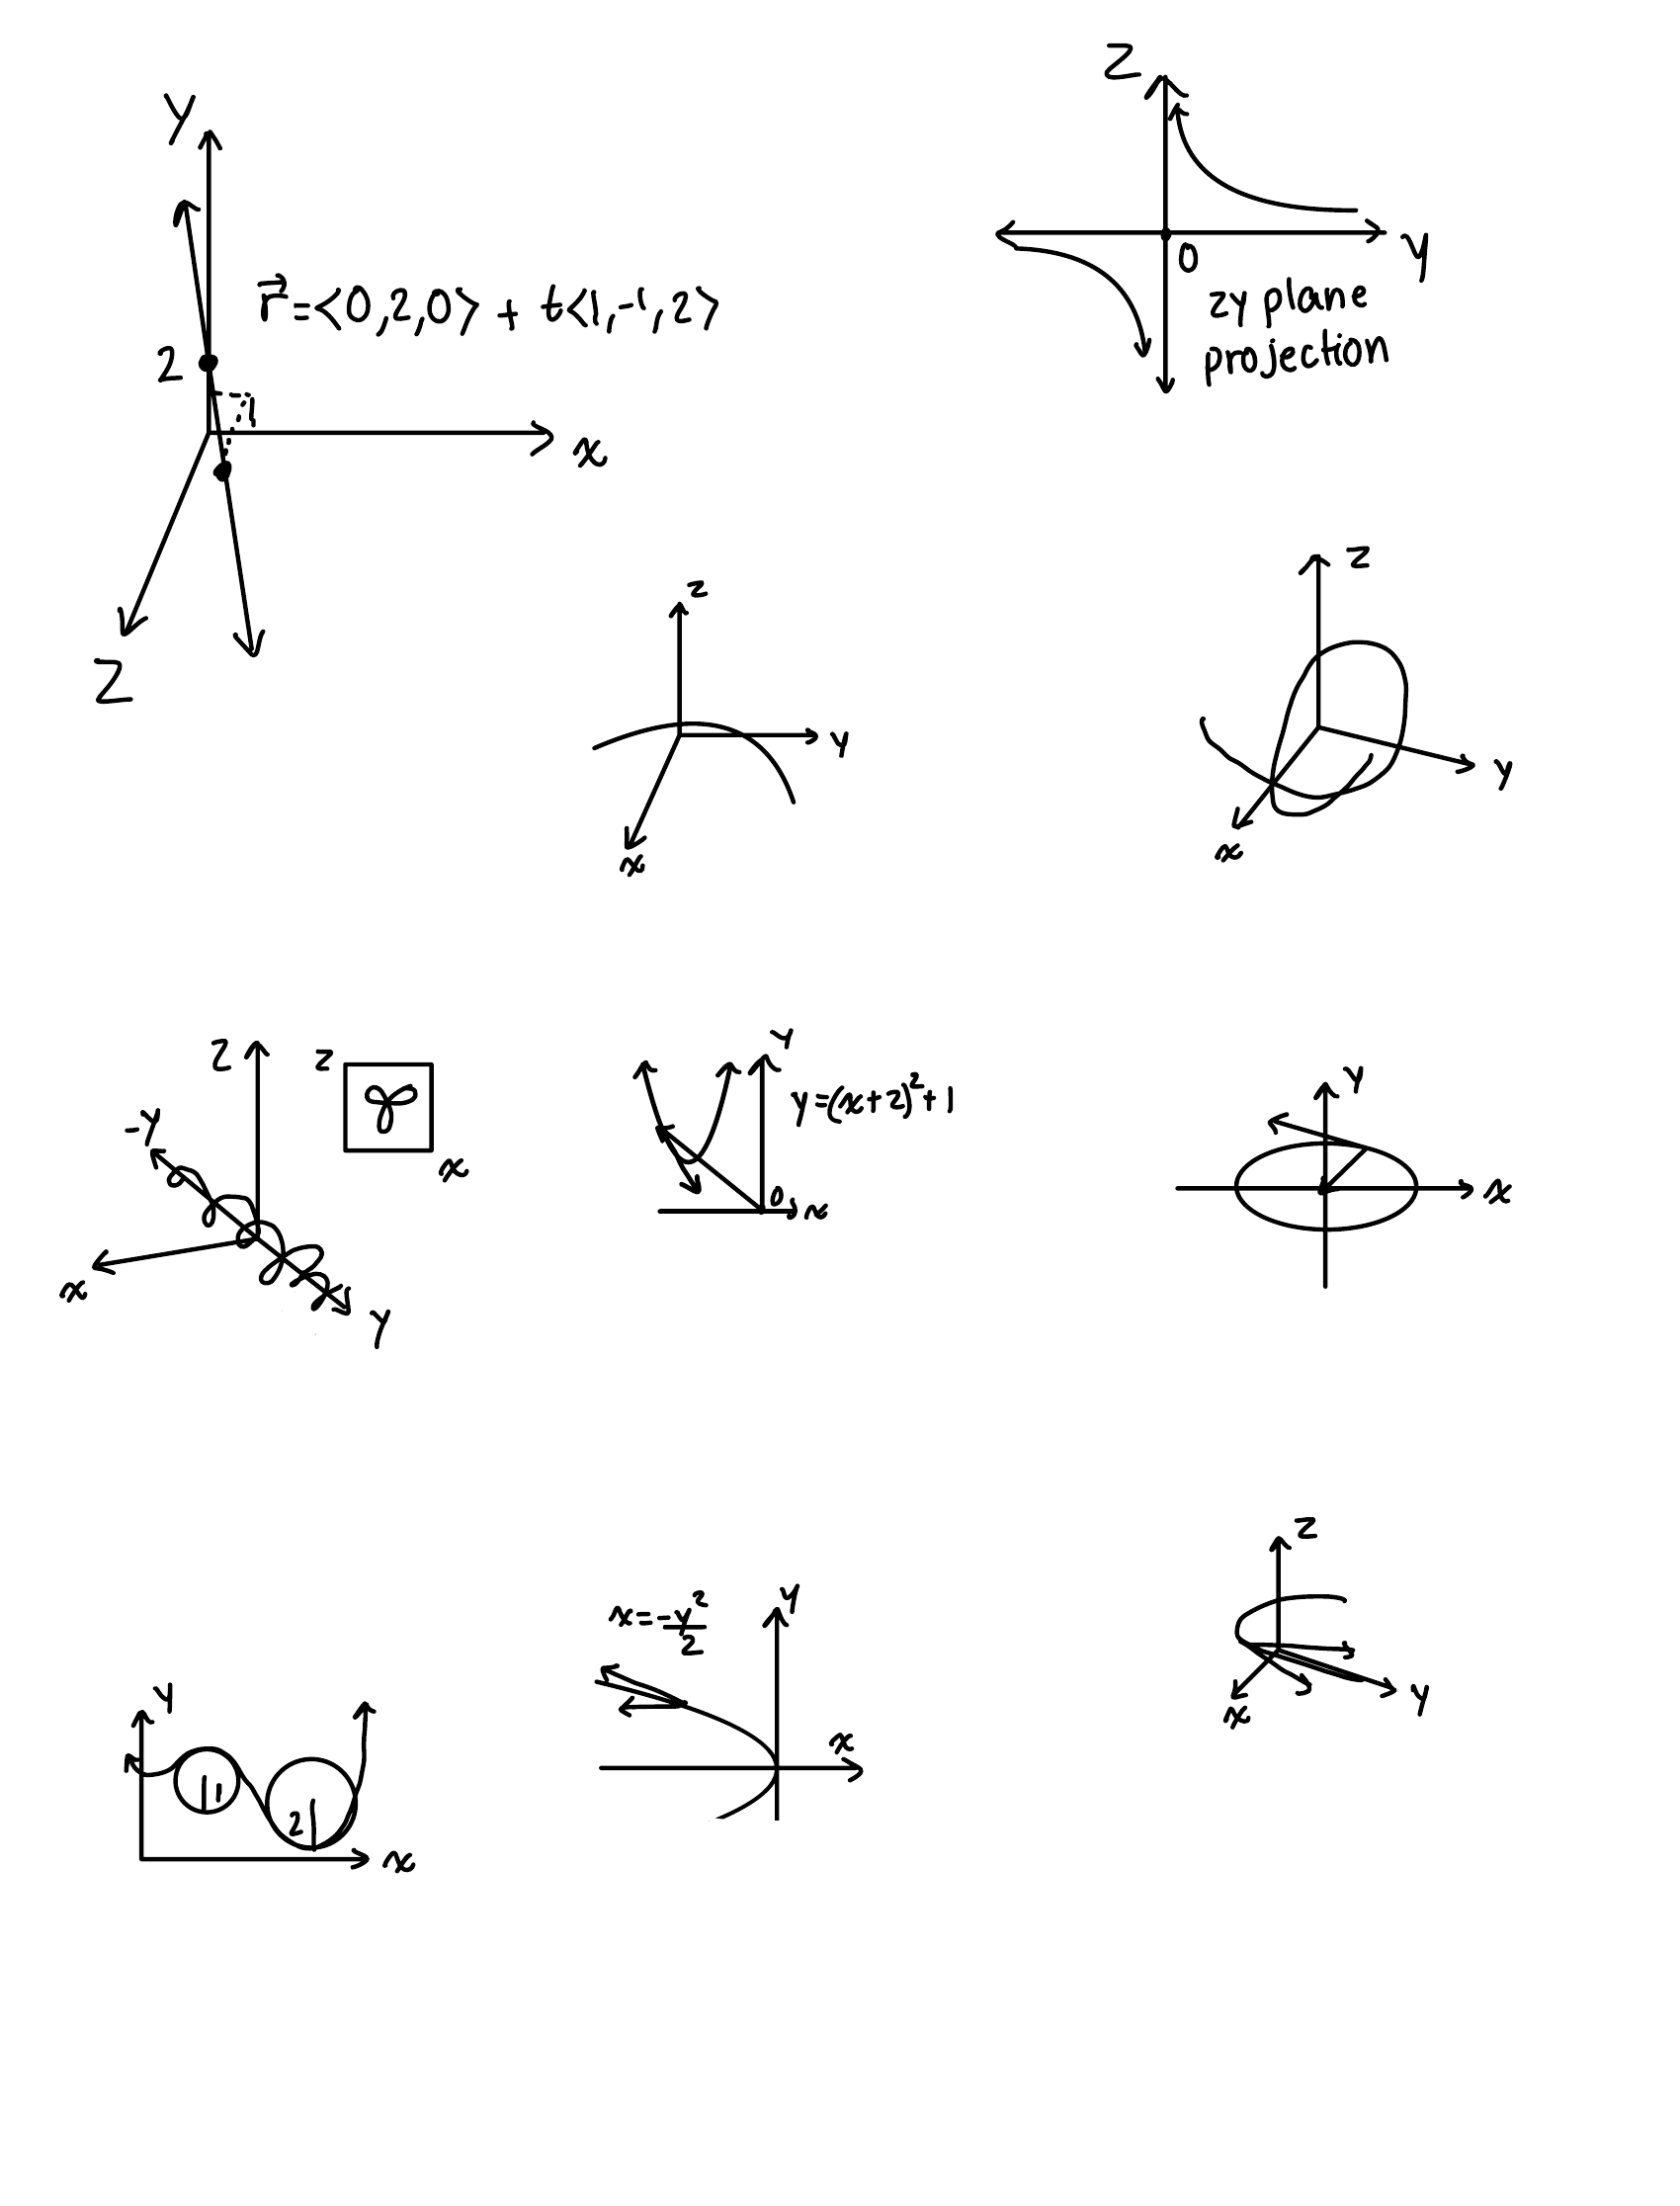 Z
y
y
r⃗=<0,2,0> + t<1,-1,2>
0
zy plane
projection
2
1
x
z
z
y
y
x
x
Z
z
z
y
-y
y=(x+2)²+1
y
0
x
x
x
x
y
z
x=-y²/2
y
y
x
y
x
1
2
x